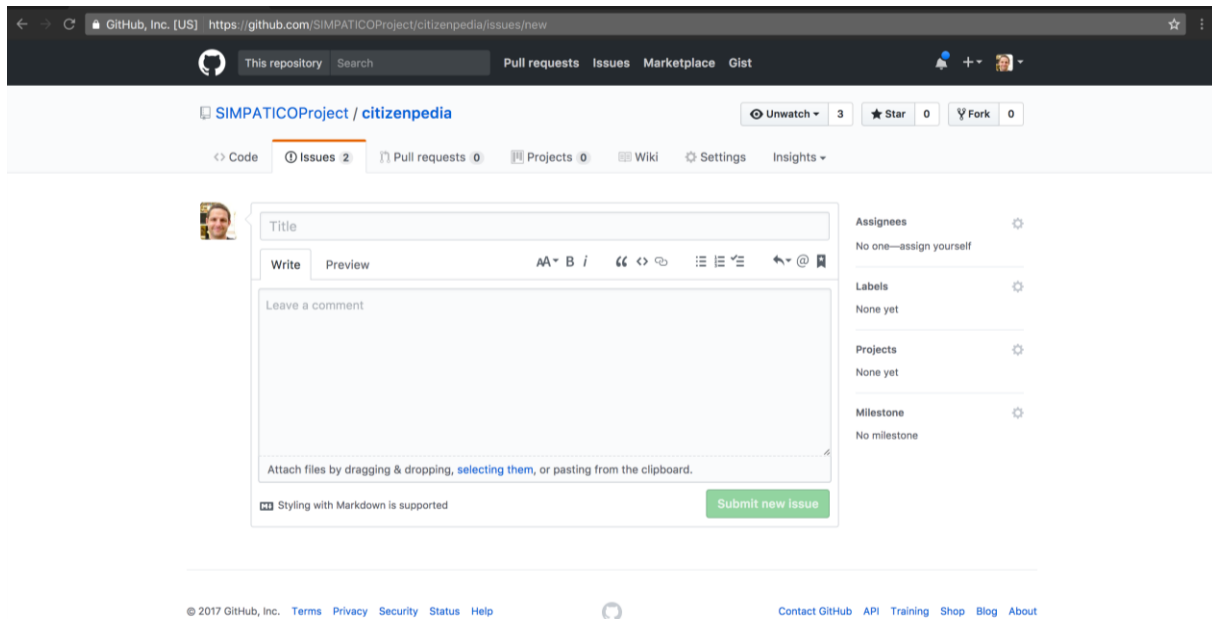 GitHub, Inc. [US] https://github.com/SIMPATICOProject/citizenpedia/issues/new
This repository Search Pull requests Issues Marketplace Gist
SIMPATICOProject / citizenpedia Unwatch 3 Star 0 Fork 0
Code Issues 2 Pull requests 0 Projects 0 Wiki Settings Insights
Title
Write Preview AA B i “ <> @
Leave a comment
Attach files by dragging & dropping, selecting them, or pasting from the clipboard.
Styling with Markdown is supported Submit new issue
Assignees
No one—assign yourself
Labels
None yet
Projects
None yet
Milestone
No milestone
© 2017 GitHub, Inc. Terms Privacy Security Status Help Contact GitHub API Training Shop Blog About